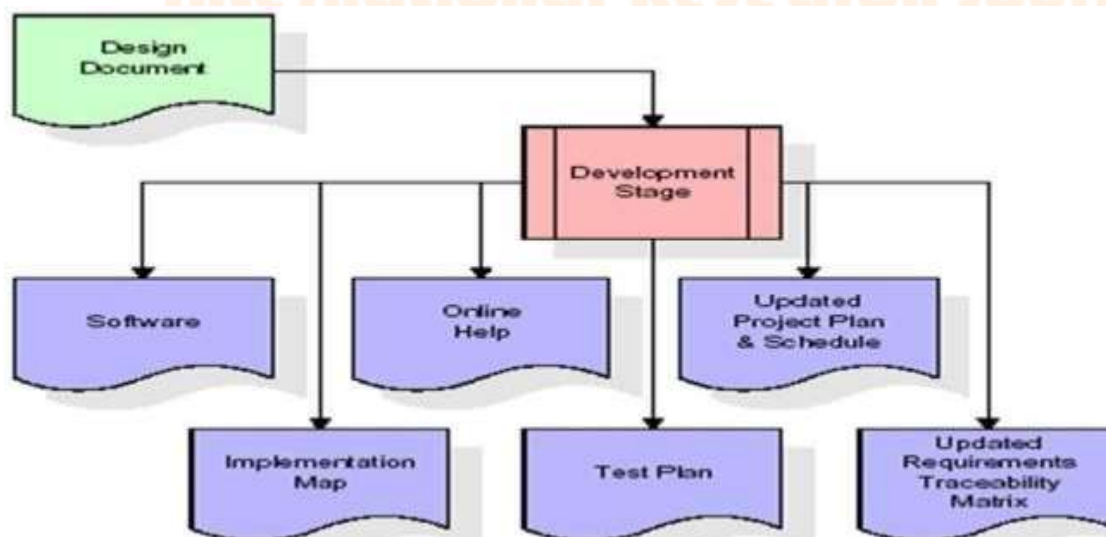 Design
Document
Development
Stage
Software
Online
Help
Updated
Project Plan
& Schedule
Implementation
Map
Test Plan
Updated
Requirements
Traceability
Matrix